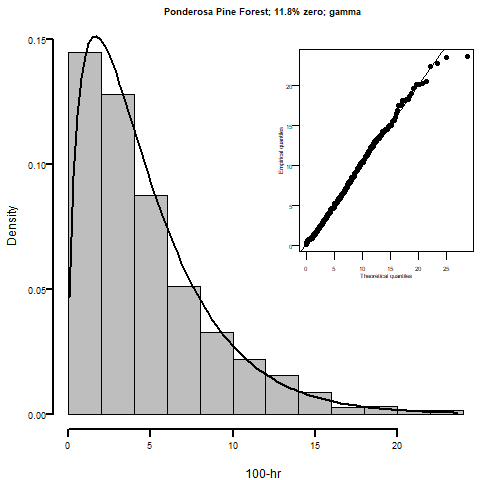 Ponderosa Pine Forest; 11.8% zero; gamma
0.15
0.10
0.05
0.00
Density
0 5 10 15 20
100-hr
20
15
10
5
0
Empirical quantiles
0 5 10 15 20 25
Theoretical quantiles